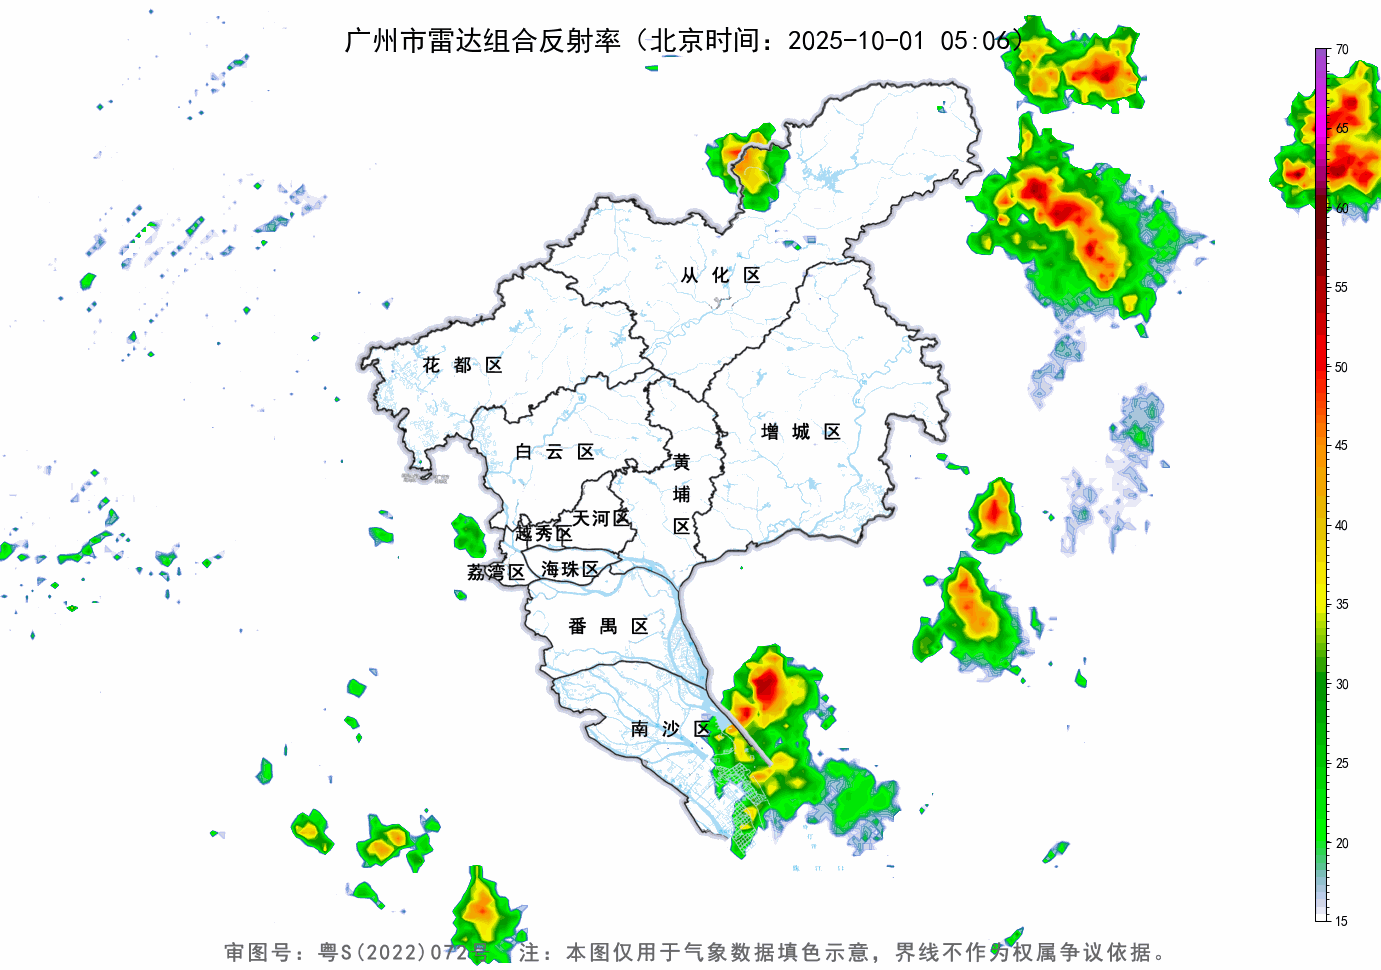 广州市雷达组合反射率（北京时间：2025-10-01 05:06）
70
65
60
55
50
45
40
35
30
25
20
15
从化区
花都区
增城区
白云区
黄埔区
天河区
越秀区
荔湾区
海珠区
番禺区
南沙区
审图号：粤S(2022)072号 注：本图仅用于气象数据填色示意，界线不作为权属争议依据。